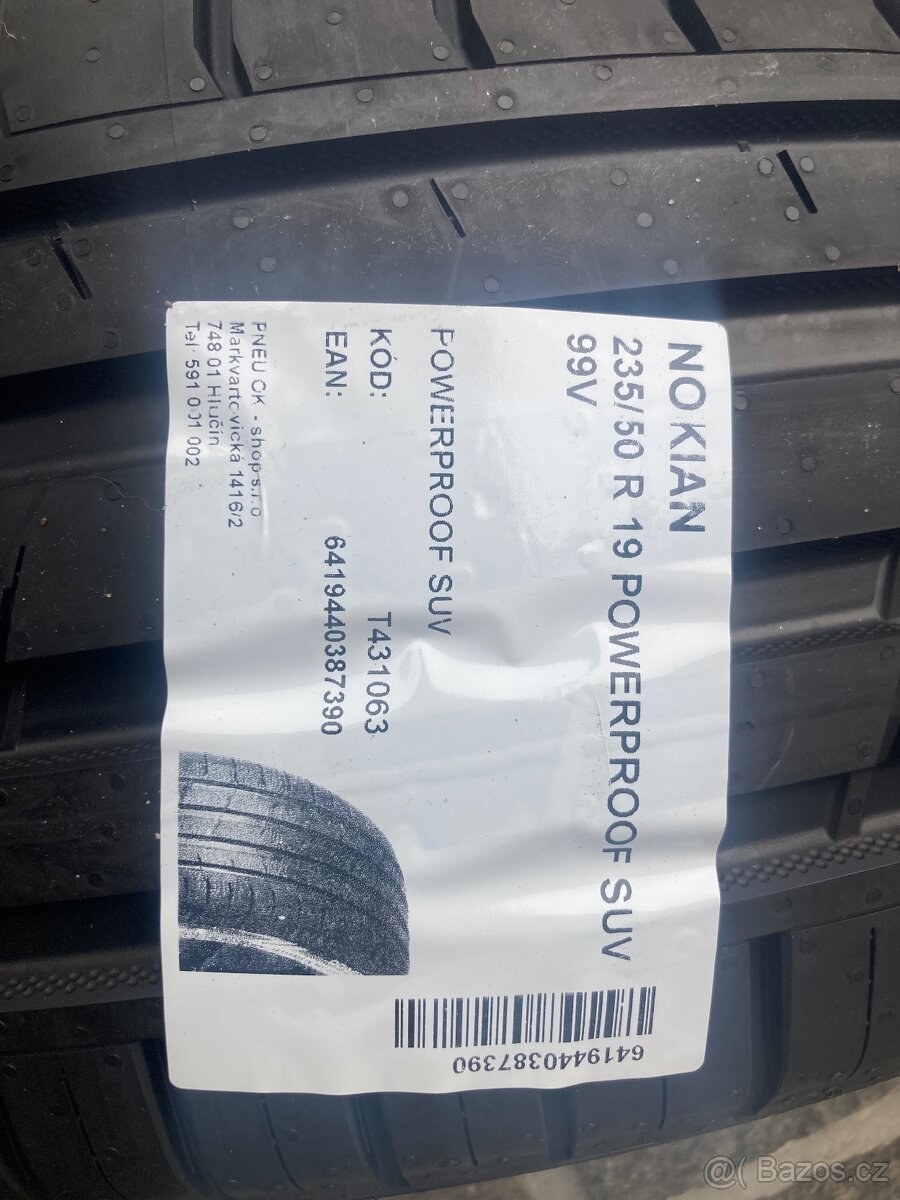 NOKIAN
235/50 R 19 POWERPROOF SUV
99V
POWERPROOF SUV
KÓD: T431063
EAN: 6419440387390
PNEU OK - shop s.r.o
Markvartovická 1416/2
748 01 Hlučín
Tel: 591 001 002
6419440387390
@( Bazos.cz